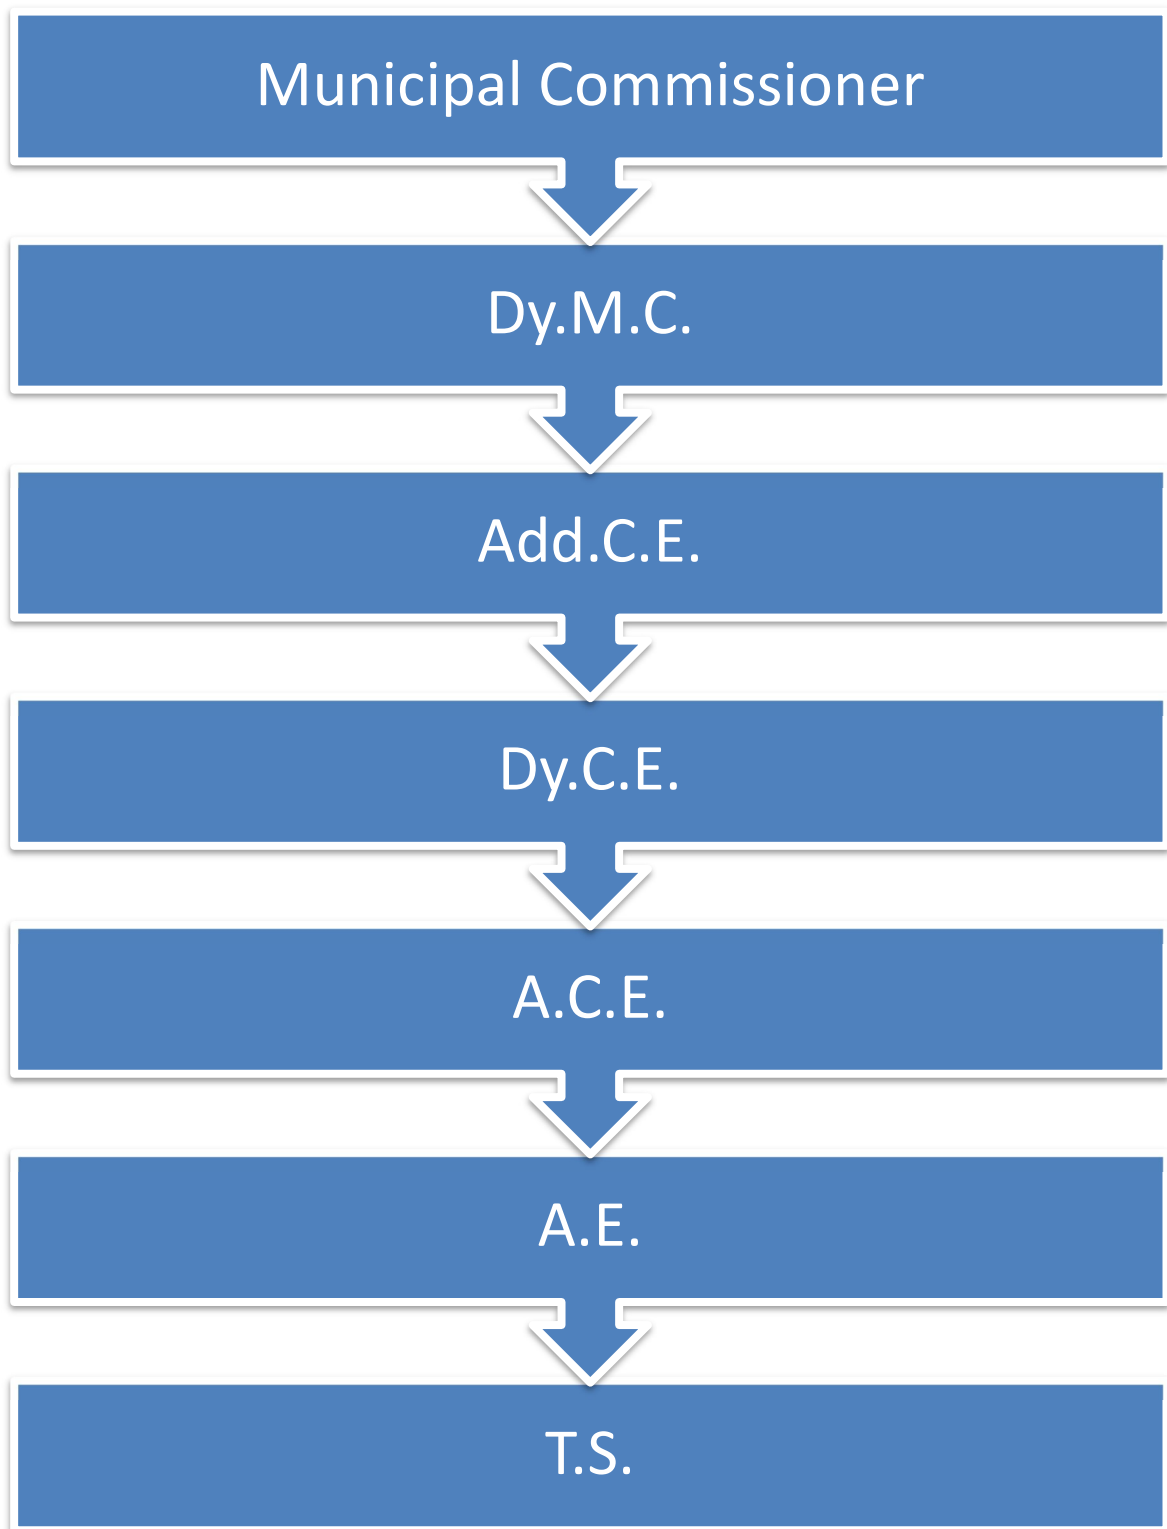 Municipal Commissioner
Dy.M.C.
Add.C.E.
Dy.C.E.
A.C.E.
A.E.
T.S.